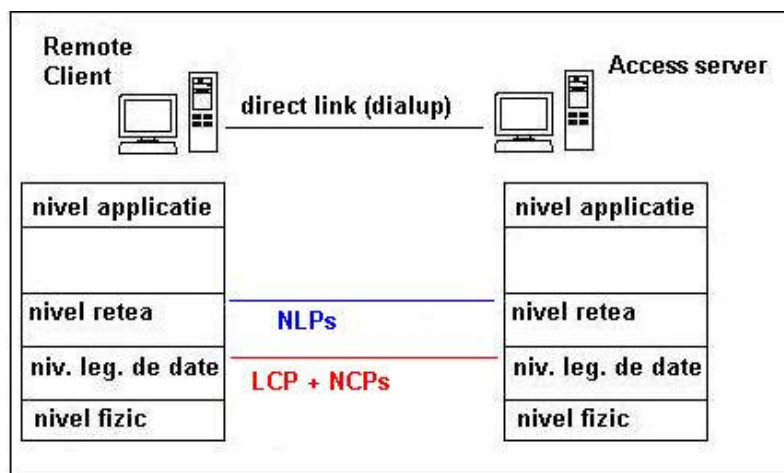 Remote
Client
Access server
direct link (dialup)
nivel applicatie
nivel applicatie
nivel retea
NLPs
nivel retea
niv. leg. de date
LCP + NCPs
niv. leg. de date
nivel fizic
nivel fizic